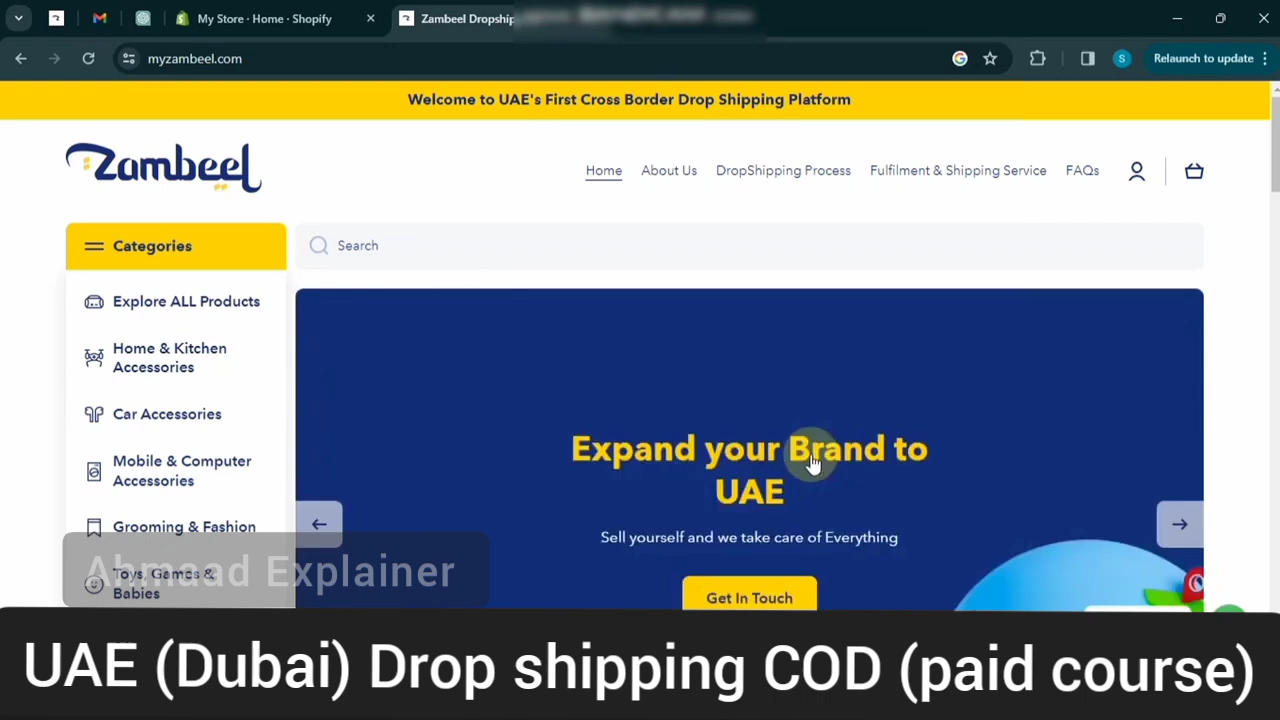 My Store · Home · Shopify
Zambeel Dropship
myzambeel.com
Relaunch to update
Welcome to UAE's First Cross Border Drop Shipping Platform
Zambeel
Home
About Us
DropShipping Process
Fulfilment & Shipping Service
FAQs
Categories
Search
Explore ALL Products
Home & Kitchen
Accessories
Car Accessories
Mobile & Computer
Accessories
Grooming & Fashion
Toys, Games &
Babies
Expand your Brand to
UAE
Sell yourself and we take care of Everything
Get In Touch
Ahmaad Explainer
UAE (Dubai) Drop shipping COD (paid course)